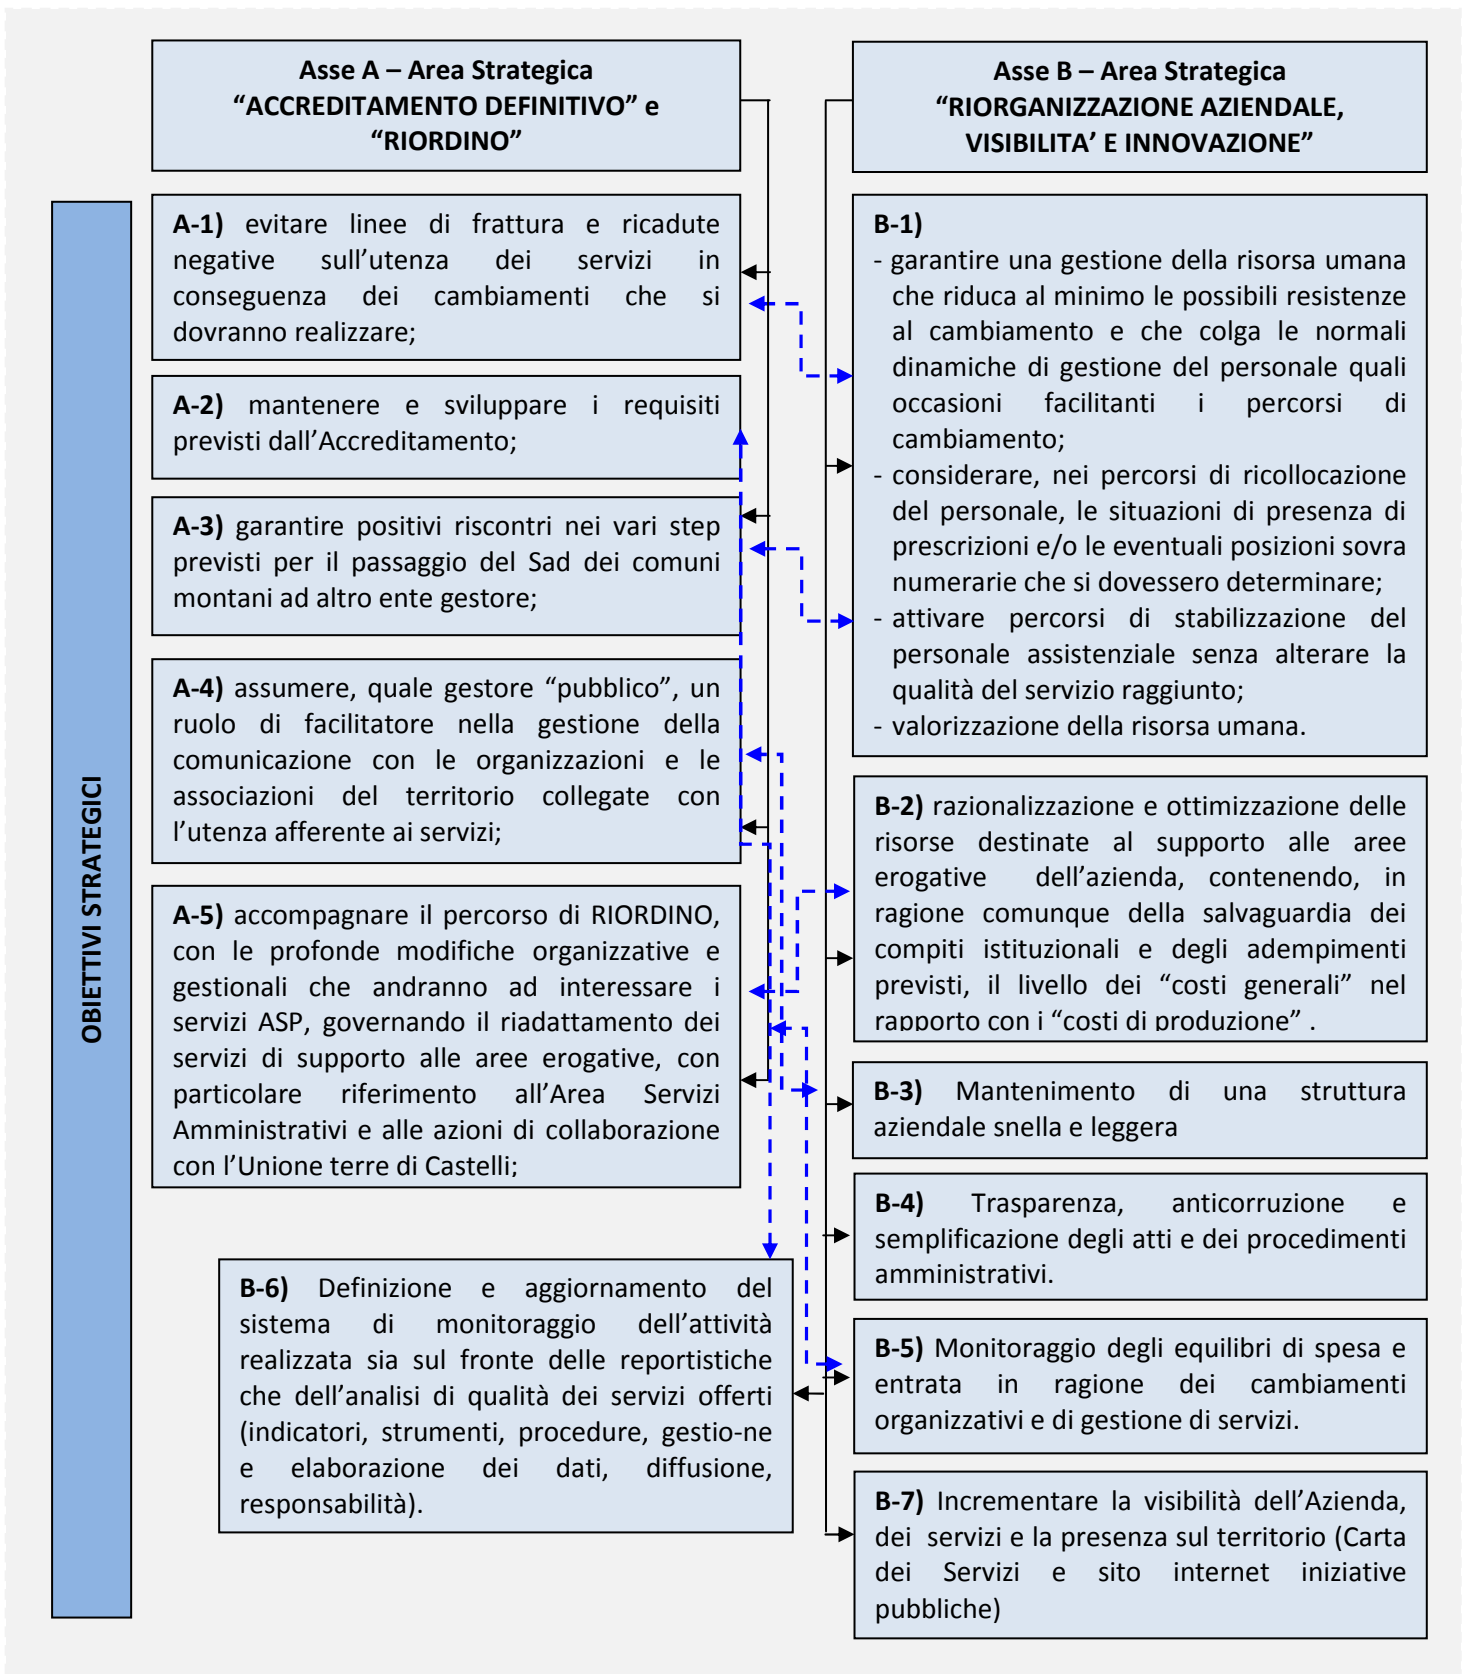 Asse A – Area Strategica
“ACCREDITAMENTO DEFINITIVO” e
“RIORDINO”
Asse B – Area Strategica
“RIORGANIZZAZIONE AZIENDALE,
VISIBILITA’ E INNOVAZIONE”
OBIETTIVI STRATEGICI
A-1) evitare linee di frattura e ricadute
negative sull’utenza dei servizi in
conseguenza dei cambiamenti che si
dovranno realizzare;
A-2) mantenere e sviluppare i requisiti
previsti dall’Accreditamento;
A-3) garantire positivi riscontri nei vari step
previsti per il passaggio del Sad dei comuni
montani ad altro ente gestore;
A-4) assumere, quale gestore “pubblico”, un
ruolo di facilitatore nella gestione della
comunicazione con le organizzazioni e le
associazioni del territorio collegate con
l’utenza afferente ai servizi;
A-5) accompagnare il percorso di RIORDINO,
con le profonde modifiche organizzative e
gestionali che andranno ad interessare i
servizi ASP, governando il riadattamento dei
servizi di supporto alle aree erogative, con
particolare riferimento all’Area Servizi
Amministrativi e alle azioni di collaborazione
con l’Unione terre di Castelli;
B-1)
- garantire una gestione della risorsa umana
che riduca al minimo le possibili resistenze
al cambiamento e che colga le normali
dinamiche di gestione del personale quali
occasioni facilitanti i percorsi di
cambiamento;
- considerare, nei percorsi di ricollocazione
del personale, le situazioni di presenza di
prescrizioni e/o le eventuali posizioni sovra
numerarie che si dovessero determinare;
- attivare percorsi di stabilizzazione del
personale assistenziale senza alterare la
qualità del servizio raggiunto;
- valorizzazione della risorsa umana.
B-2) razionalizzazione e ottimizzazione delle
risorse destinate al supporto alle aree
erogative dell’azienda, contenendo, in
ragione comunque della salvaguardia dei
compiti istituzionali e degli adempimenti
previsti, il livello dei “costi generali” nel
rapporto con i “costi di produzione” .
B-3) Mantenimento di una struttura
aziendale snella e leggera
B-4) Trasparenza, anticorruzione e
semplificazione degli atti e dei procedimenti
amministrativi.
B-5) Monitoraggio degli equilibri di spesa e
entrata in ragione dei cambiamenti
organizzativi e di gestione di servizi.
B-6) Definizione e aggiornamento del
sistema di monitoraggio dell’attività
realizzata sia sul fronte delle reportistiche
che dell’analisi di qualità dei servizi offerti
(indicatori, strumenti, procedure, gestio-ne
e elaborazione dei dati, diffusione,
responsabilità).
B-7) Incrementare la visibilità dell’Azienda,
dei servizi e la presenza sul territorio (Carta
dei Servizi e sito internet iniziative
pubbliche)